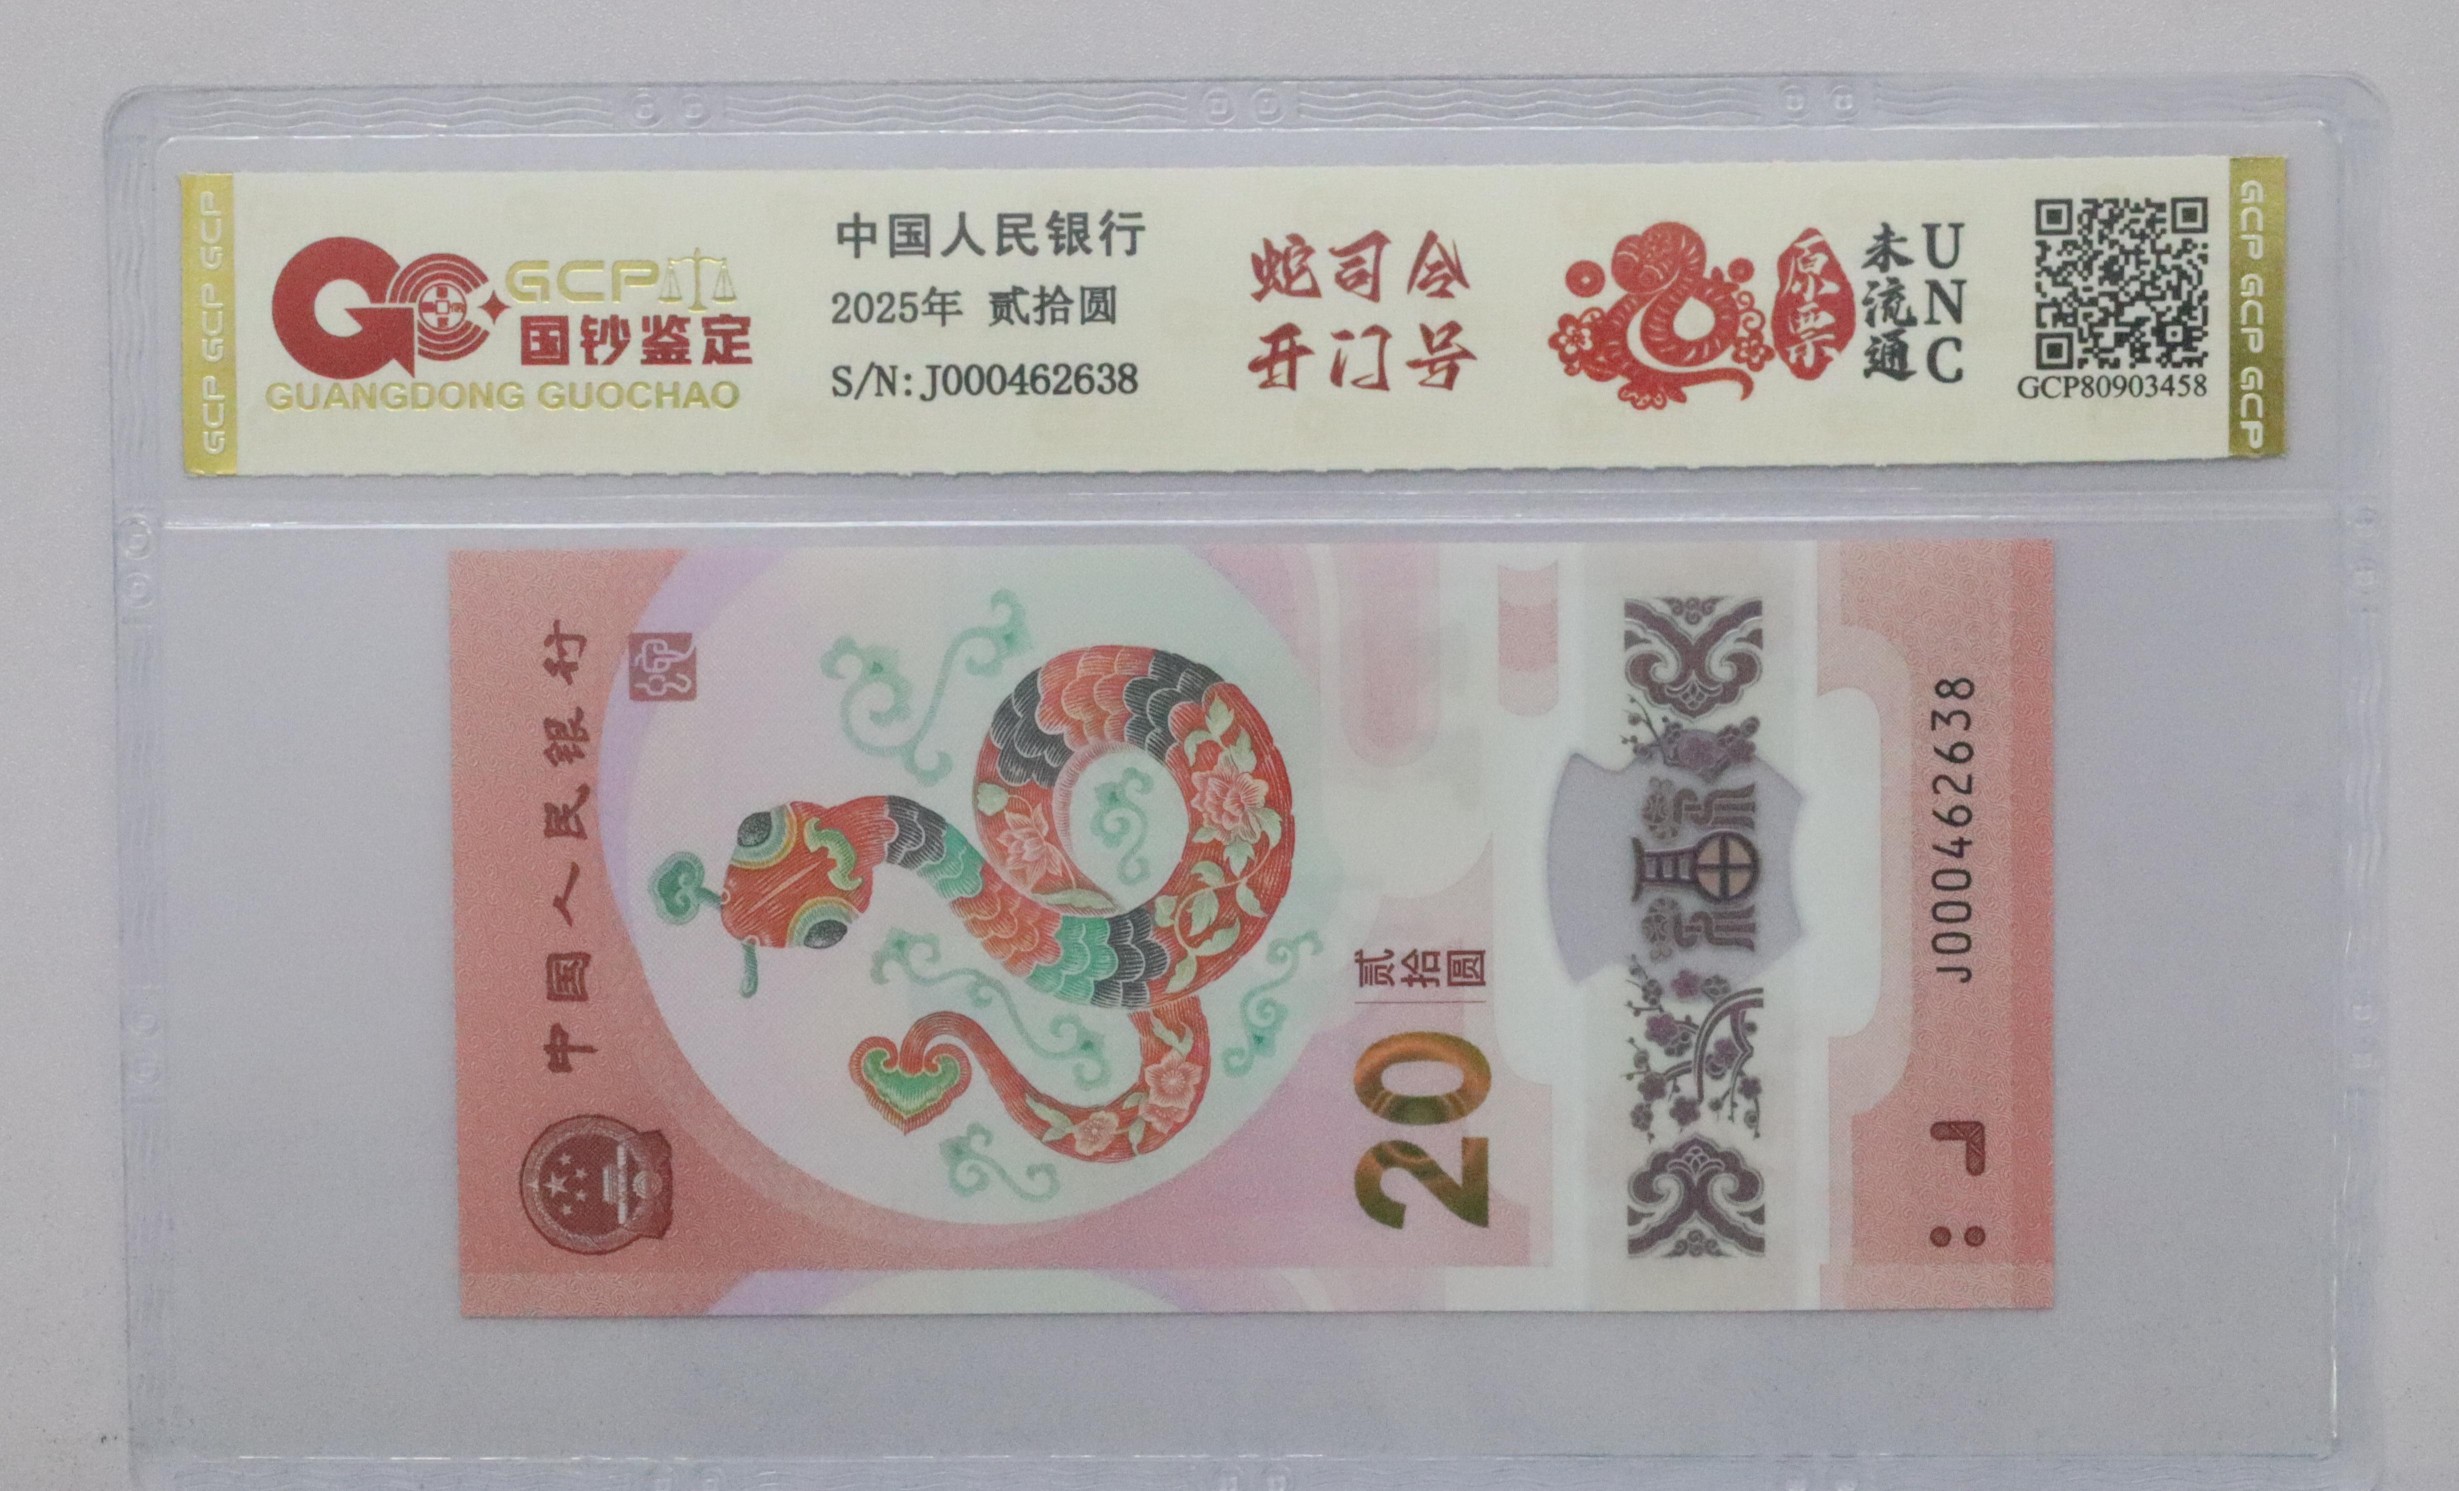 GCP GCP GCP
GCP
国钞鉴定
GUANGDONG GUOCHAO
中国人民银行
2025年 贰拾圆
S/N: J000462638
蛇司令
开门号
原票
未流通
UNC
GCP80903458
GCP GCP GCP
中国人民银行
蛇
20
贰拾圆
福
J000462638